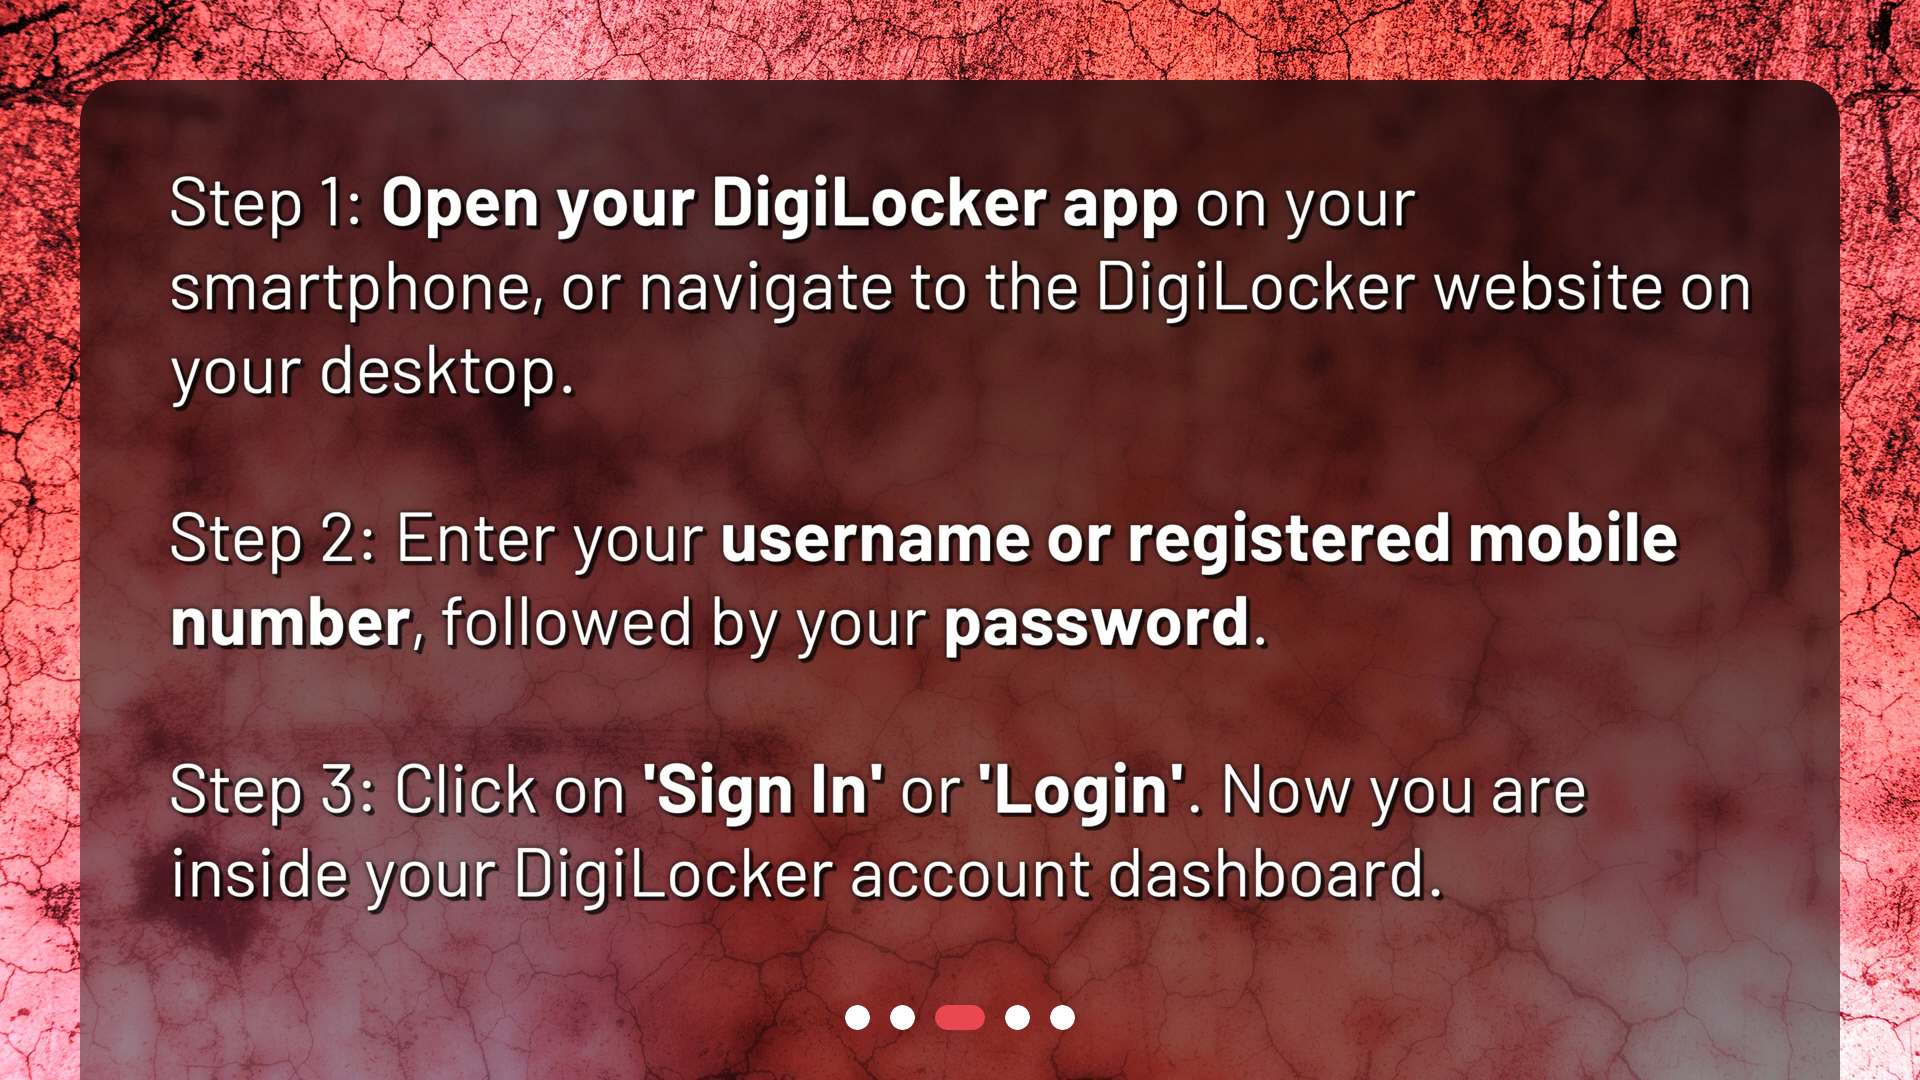 Step 1: Open your DigiLocker app on your
smartphone, or navigate to the DigiLocker website on
your desktop.
Step 2: Enter your username or registered mobile
number, followed by your password.
Step 3: Click on 'Sign In' or 'Login'. Now you are
inside your DigiLocker account dashboard.